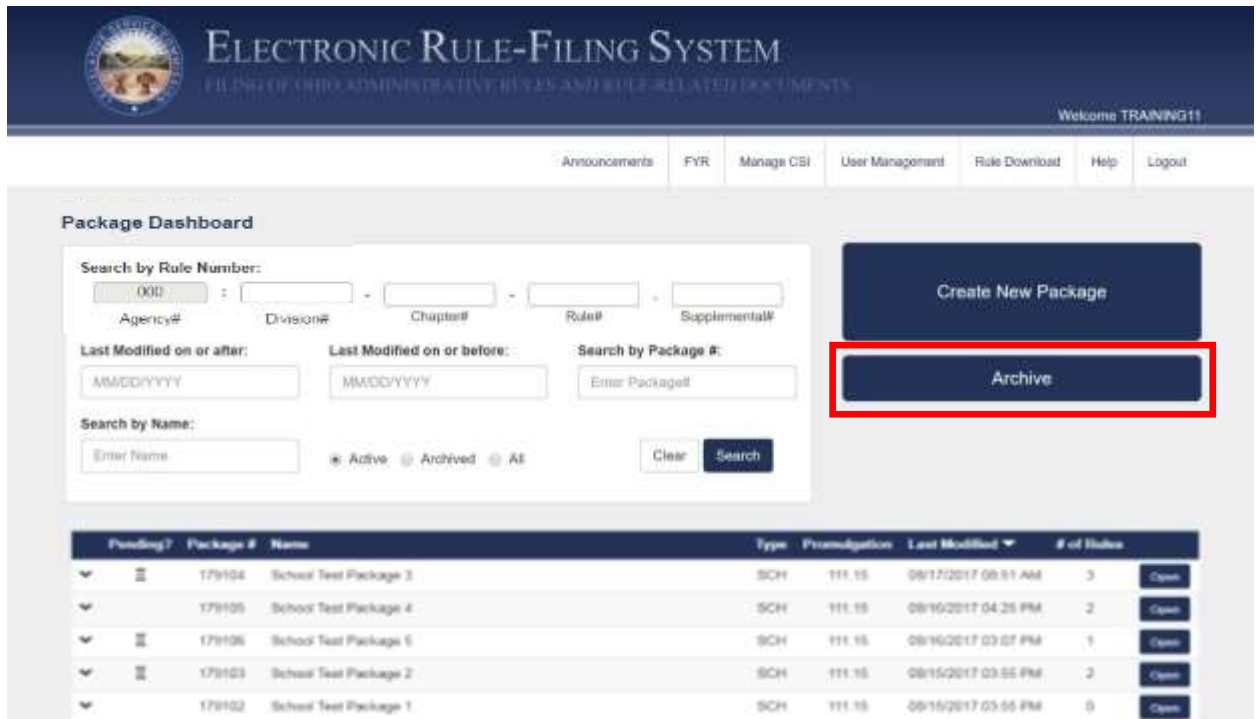 ELECTRONIC RULE-FILING SYSTEM
FILING OF OHIO ADMINISTRATIVE RULES AND RULE-RELATED DOCUMENTS
Welcome TRAINING11
Announcements FYR Manage CSI User Management Rule Download Help Logout
Package Dashboard
Search by Rule Number:
000 : - - -
Agency# Division# Chapter# Rule# Supplemental#
Create New Package
Last Modified on or after: Last Modified on or before: Search by Package #:
MM/DD/YYYY MM/DD/YYYY Enter Package#
Archive
Search by Name:
Enter Name Active Archived All Clear Search
Pending? Package # Name Type Promulgation Last Modified # of Rules
179104 School Test Package 3 SCH 111.15 08/17/2017 08:51 AM 3 Open
179105 School Test Package 4 SCH 111.15 08/16/2017 04:25 PM 2 Open
179106 School Test Package 5 SCH 111.15 08/16/2017 03:07 PM 1 Open
179103 School Test Package 2 SCH 111.15 08/15/2017 03:55 PM 2 Open
179102 School Test Package 1 SCH 111.15 08/15/2017 03:55 PM 0 Open